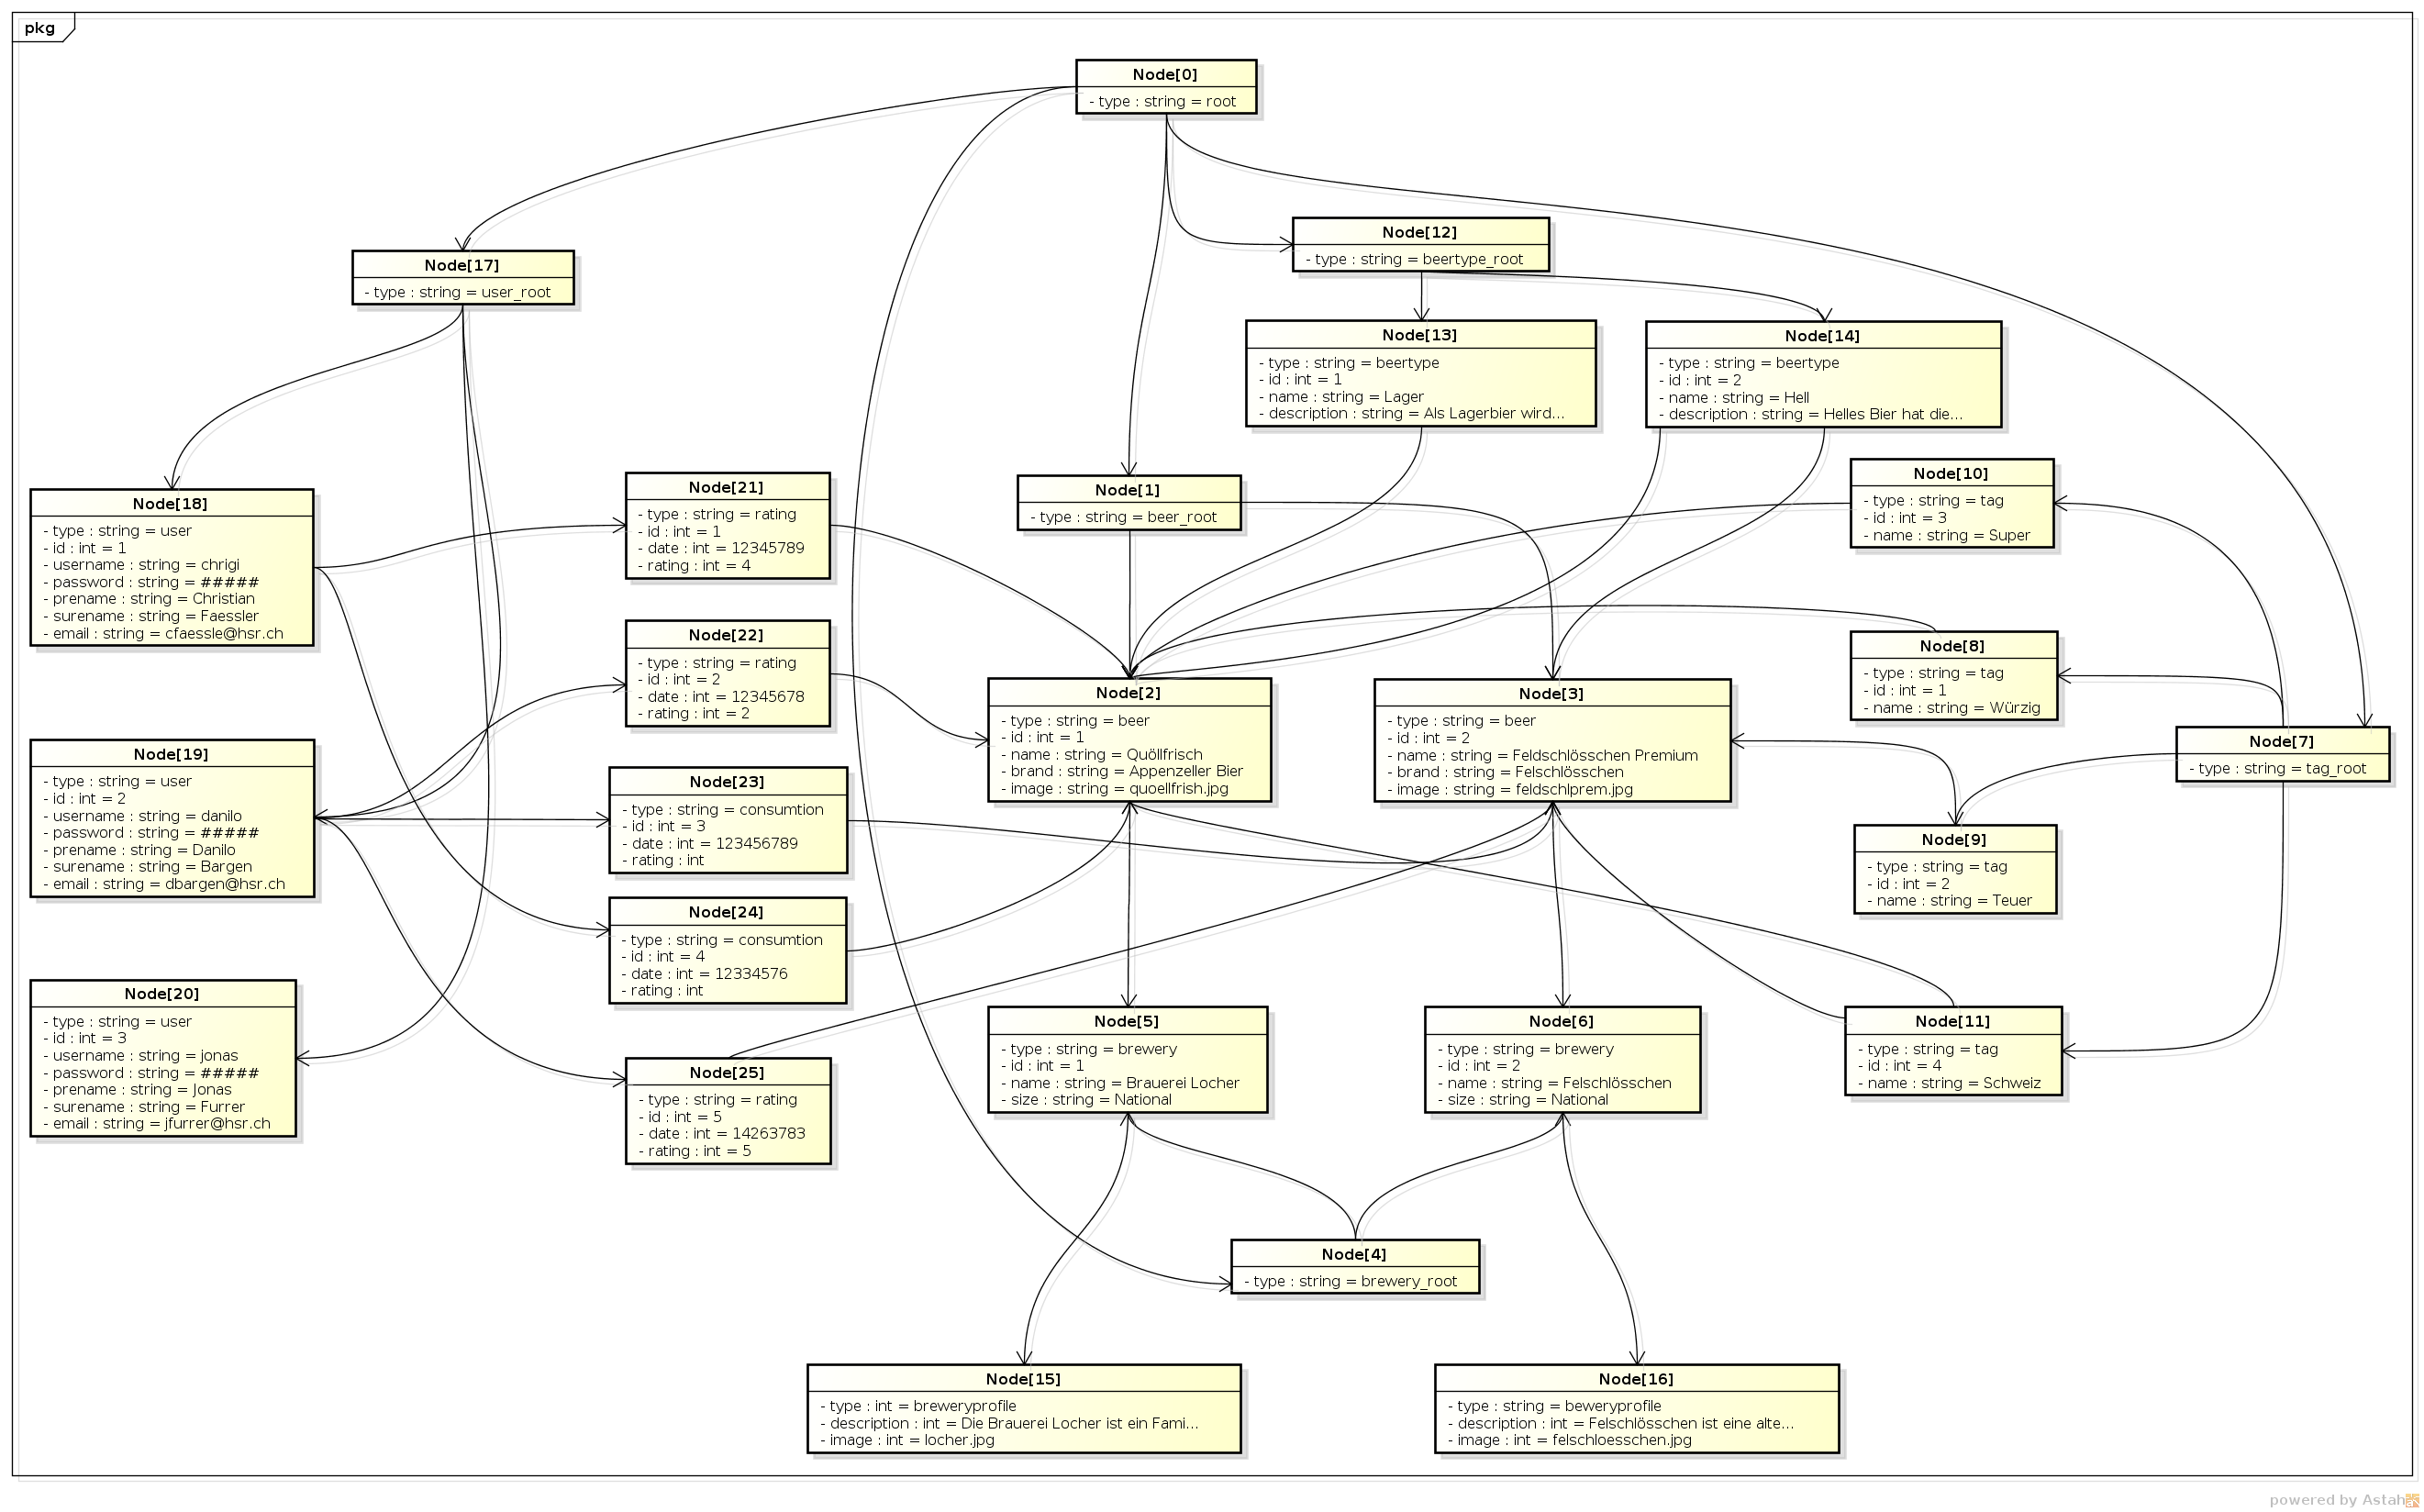 pkg
Node[0]
- type : string = root
Node[12]
- type : string = beertype_root
Node[17]
- type : string = user_root
Node[13]
- type : string = beertype
- id : int = 1
- name : string = Lager
- description : string = Als Lagerbier wird...
Node[14]
- type : string = beertype
- id : int = 2
- name : string = Hell
- description : string = Helles Bier hat die...
Node[10]
- type : string = tag
- id : int = 3
- name : string = Super
Node[21]
- type : string = rating
- id : int = 1
- date : int = 12345789
- rating : int = 4
Node[1]
- type : string = beer_root
Node[18]
- type : string = user
- id : int = 1
- username : string = chrigi
- password : string = #####
- prename : string = Christian
- surename : string = Faessler
- email : string = cfaessle@hsr.ch
Node[22]
- type : string = rating
- id : int = 2
- date : int = 12345678
- rating : int = 2
Node[8]
- type : string = tag
- id : int = 1
- name : string = Würzig
Node[2]
- type : string = beer
- id : int = 1
- name : string = Quöllfrisch
- brand : string = Appenzeller Bier
- image : string = quoellfrish.jpg
Node[3]
- type : string = beer
- id : int = 2
- name : string = Feldschlösschen Premium
- brand : string = Felschlösschen
- image : string = feldschlprem.jpg
Node[7]
- type : string = tag_root
Node[19]
- type : string = user
- id : int = 2
- username : string = danilo
- password : string = #####
- prename : string = Danilo
- surename : string = Bargen
- email : string = dbargen@hsr.ch
Node[23]
- type : string = consumtion
- id : int = 3
- date : int = 123456789
- rating : int
Node[9]
- type : string = tag
- id : int = 2
- name : string = Teuer
Node[24]
- type : string = consumtion
- id : int = 4
- date : int = 12334576
- rating : int
Node[20]
- type : string = user
- id : int = 3
- username : string = jonas
- password : string = #####
- prename : string = Jonas
- surename : string = Furrer
- email : string = jfurrer@hsr.ch
Node[5]
- type : string = brewery
- id : int = 1
- name : string = Brauerei Locher
- size : string = National
Node[6]
- type : string = brewery
- id : int = 2
- name : string = Felschlösschen
- size : string = National
Node[11]
- type : string = tag
- id : int = 4
- name : string = Schweiz
Node[25]
- type : string = rating
- id : int = 5
- date : int = 14263783
- rating : int = 5
Node[4]
- type : string = brewery_root
Node[15]
- type : int = breweryprofile
- description : int = Die Brauerei Locher ist ein Fami...
- image : int = locher.jpg
Node[16]
- type : string = beweryprofile
- description : int = Felschlösschen ist eine alte...
- image : int = felschloesschen.jpg
powered by Astah